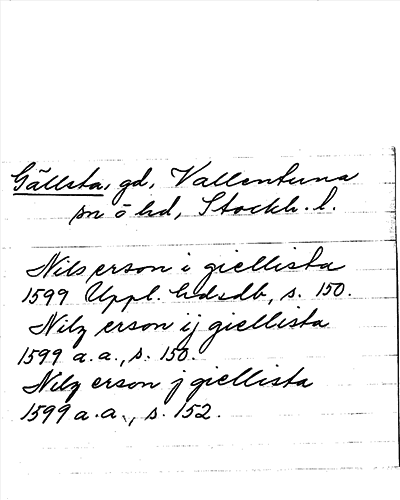 Gällsta, gd, Vallentuna
sn o hd, Stockh. l.
Nils erson i giellista
1599 Uppl. hdsdb, s. 150.
Nilz erson ij giellista
1599 a. a., s. 150.
Nilz erson j giellista
1599 a. a., s. 152.